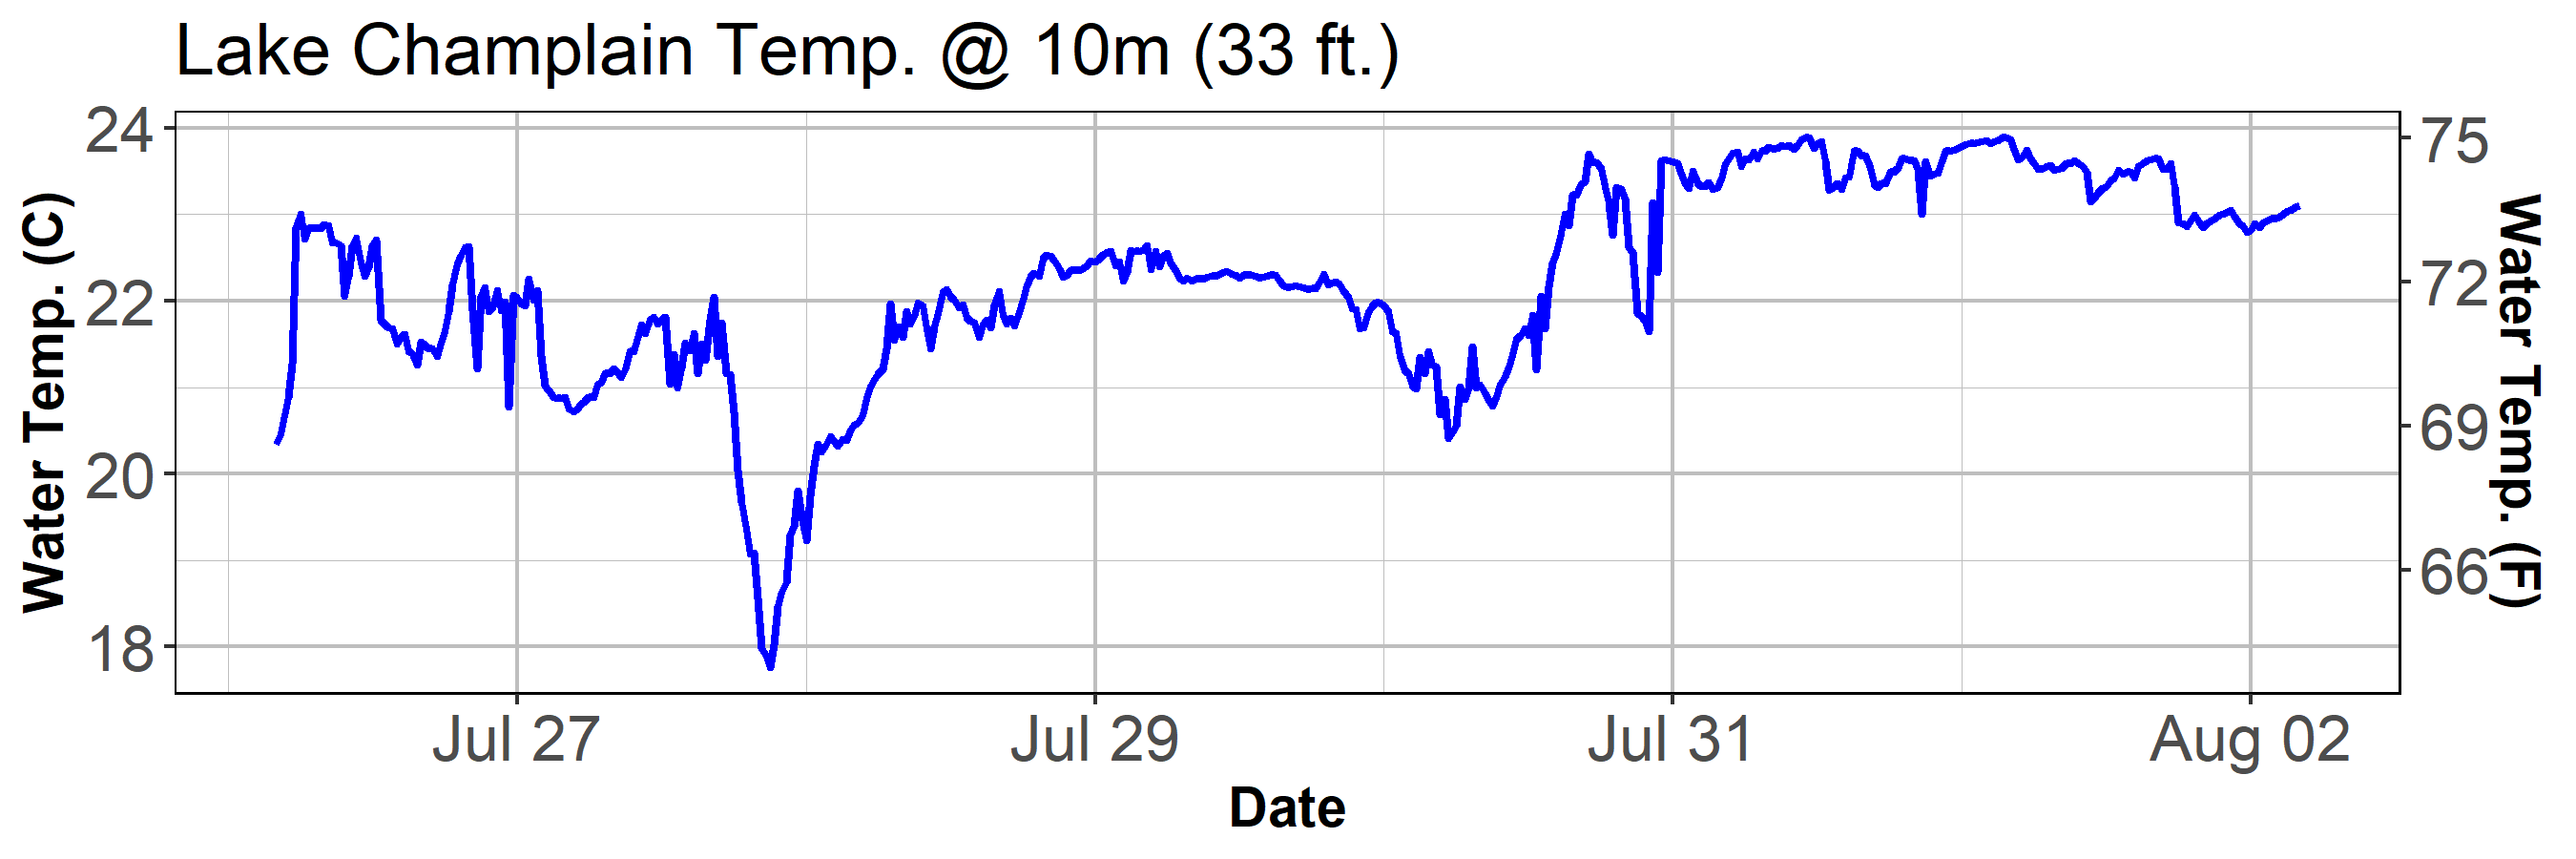 Lake Champlain Temp. @ 10m (33 ft.)
Water Temp. (C)
24
22
20
18
75
72
69
66
Water Temp. (F)
Jul 27
Jul 29
Jul 31
Aug 02
Date